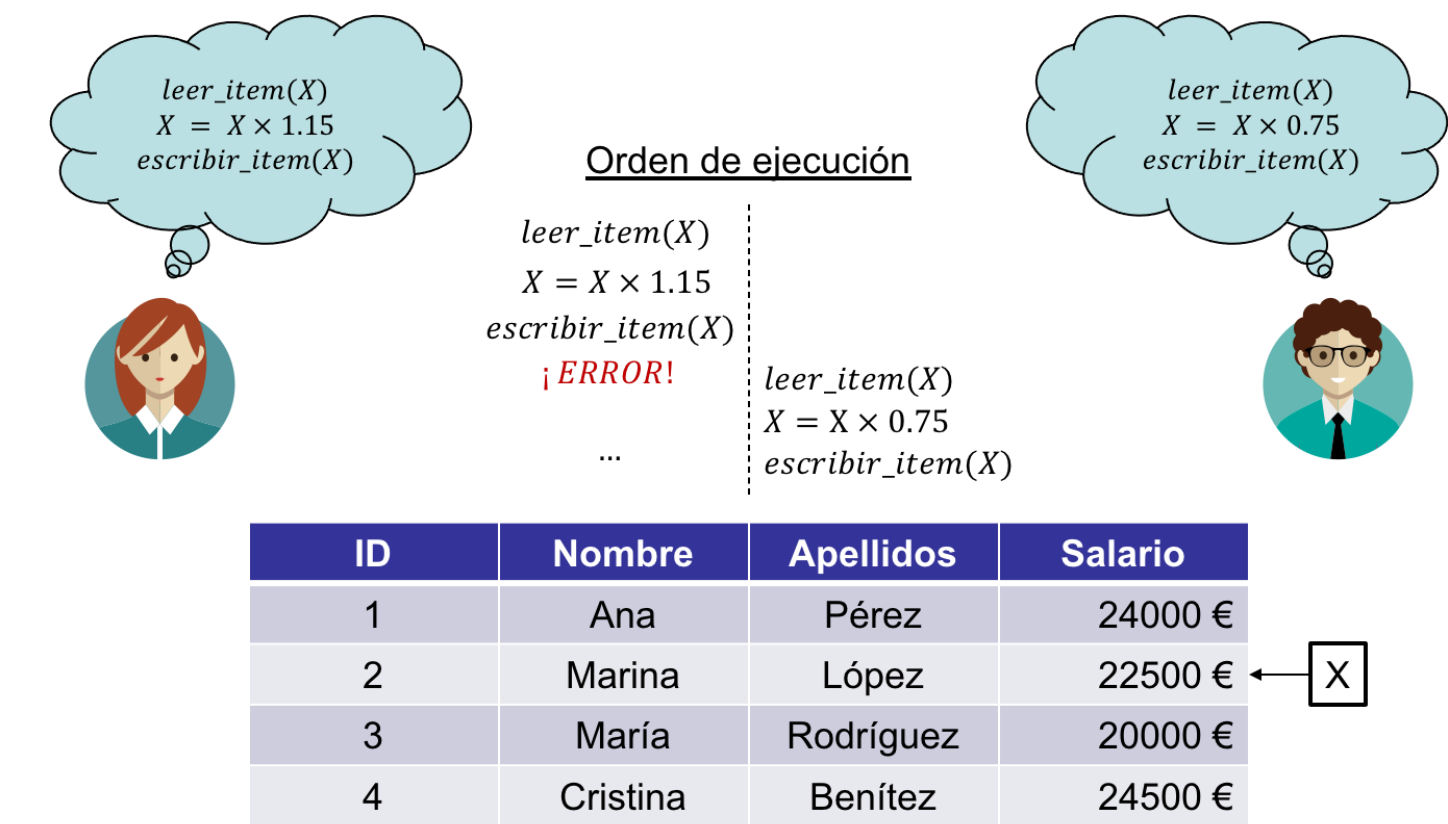 leer_item(X)
X = X × 1.15
escribir_item(X)
leer_item(X)
X = X × 0.75
escribir_item(X)
Orden de ejecución
leer_item(X)
X = X × 1.15
escribir_item(X)
¡ERROR!
...
leer_item(X)
X = X × 0.75
escribir_item(X)
ID Nombre Apellidos Salario
1 Ana Pérez 24000 €
2 Marina López 22500 €
X
3 María Rodríguez 20000 €
4 Cristina Benítez 24500 €